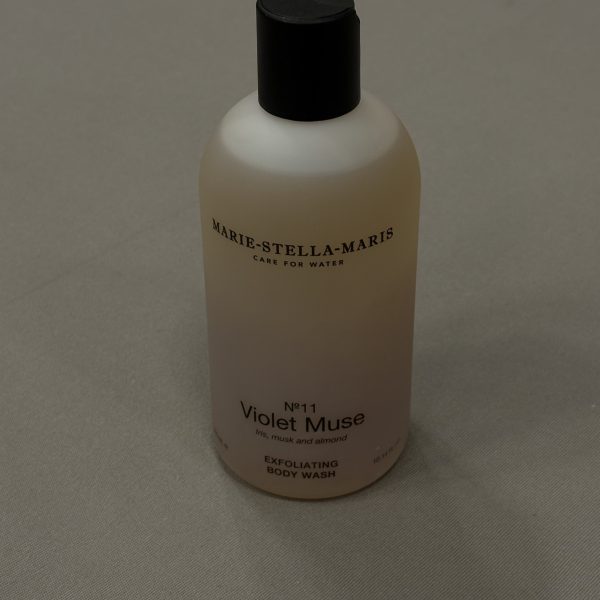 MARIE-STELLA-MARIS
CARE FOR WATER
Nº11
Violet Muse
iris, musk and almond
EXFOLIATING
BODY WASH